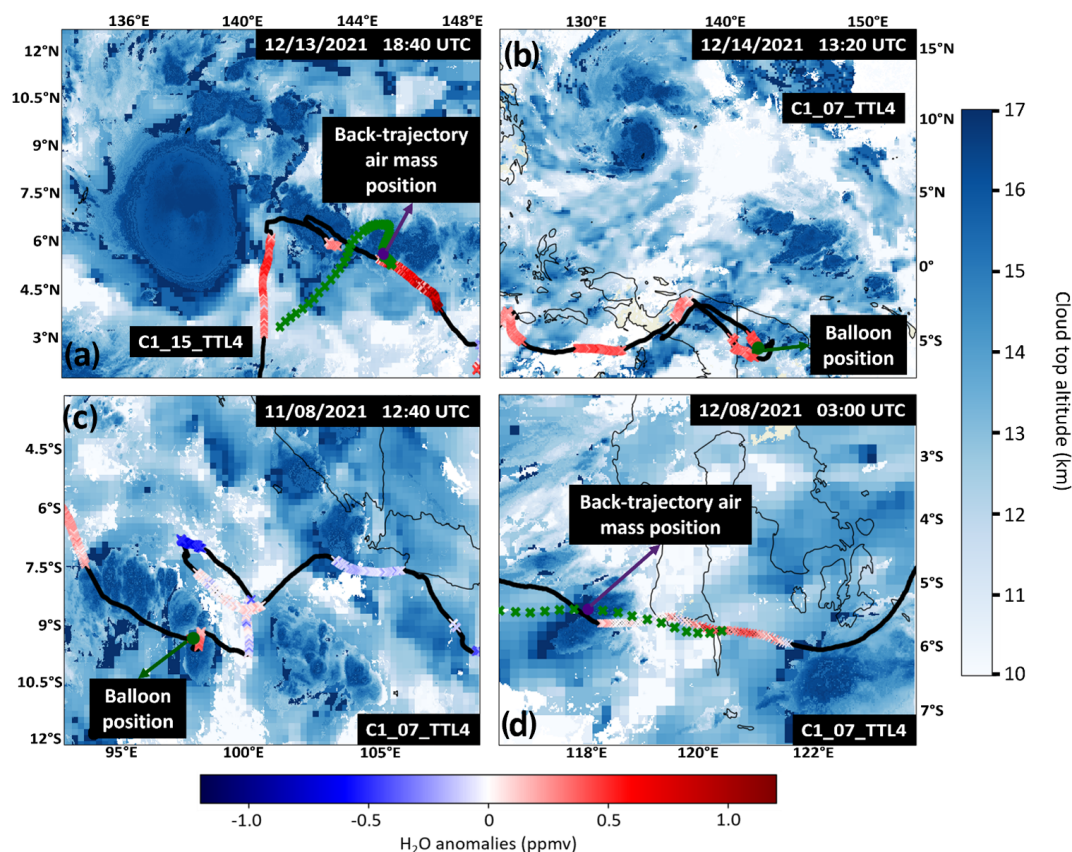 136°E 140°E 144°E 148°E
12°N
10.5°N
9°N
7.5°N
6°N
4.5°N
3°N
12/13/2021 18:40 UTC
Back-trajectory
air mass
position
C1_15_TTL4
(a)
130°E 140°E 150°E
15°N
10°N
5°N
0°
5°S
(b)
12/14/2021 13:20 UTC
C1_07_TTL4
Balloon
position
(c)
11/08/2021 12:40 UTC
4.5°S
6°S
7.5°S
9°S
10.5°S
12°S
Balloon
position
C1_07_TTL4
95°E 100°E 105°E
12/08/2021 03:00 UTC
3°S
4°S
5°S
6°S
7°S
Back-trajectory air
mass position
(d)
C1_07_TTL4
118°E 120°E 122°E
17
16
15
14
13
12
11
10
Cloud top altitude (km)
-1.0 -0.5 0 0.5 1.0
H₂O anomalies (ppmv)